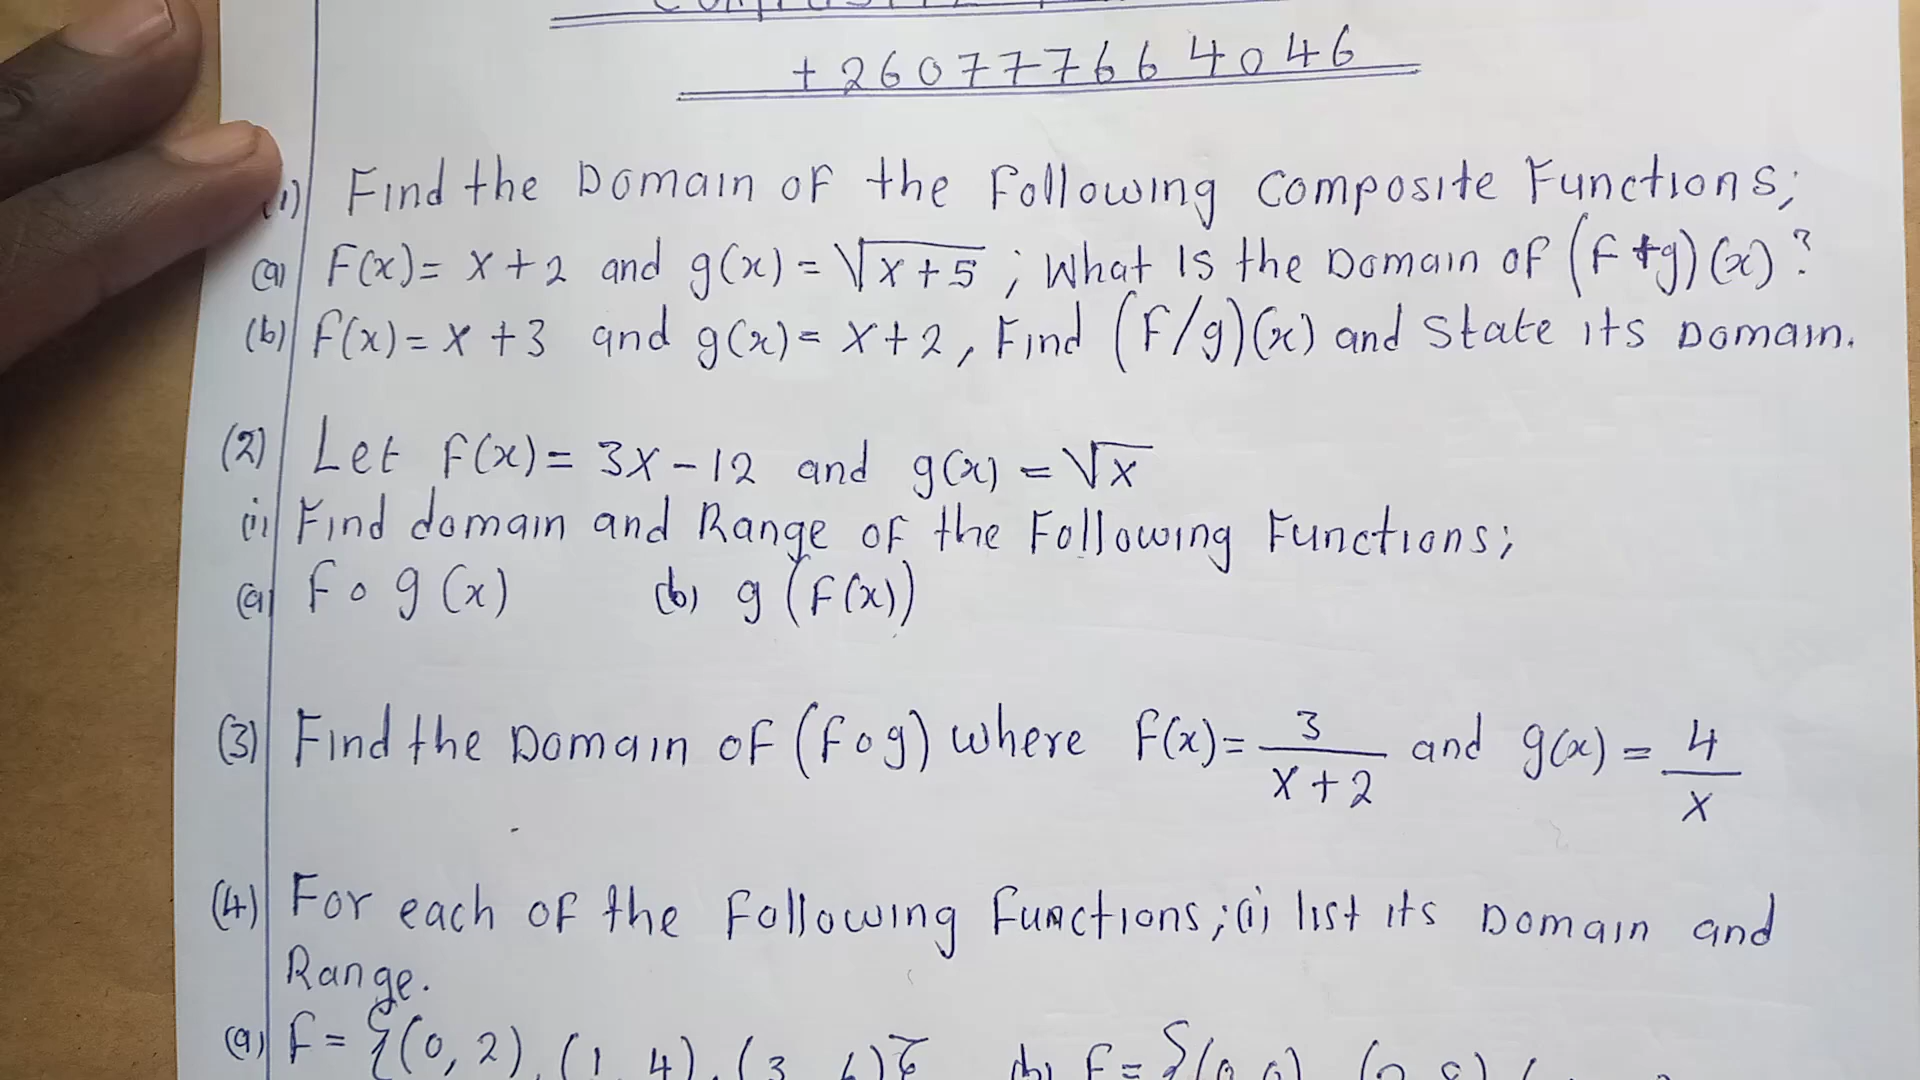 +260777664046
(1) Find the Domain of the Following Composite Functions;
(a) F(x) = x + 2 and g(x) = √x + 5 ; What Is the Domain of (F + g)(x)?
(b) F(x) = x + 3 and g(x) = x + 2, Find (F/g)(x) and State its Domain.
(2) Let F(x) = 3x - 12 and g(x) = √x
(i) Find domain and Range of the Following Functions;
(a) F o g (x) (b) g (F(x))
(3) Find the Domain of (Fog) where F(x) = 3/(x + 2) and g(x) = 4/x
(4) For each of the Following Functions; (i) list its Domain and
Range.
(a) F = {(0, 2), (1, 4), (3, 6)} (b) F = {